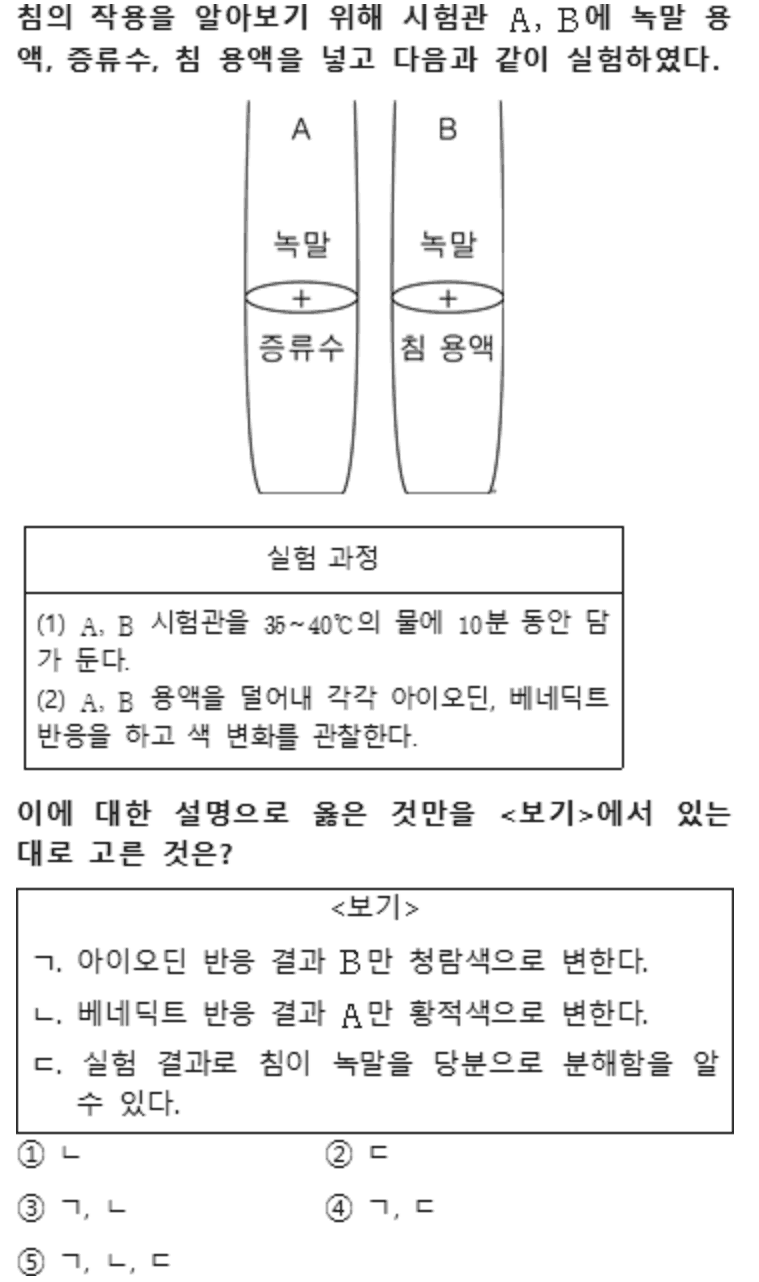 침의 작용을 알아보기 위해 시험관 A, B에 녹말 용
액, 증류수, 침 용액을 넣고 다음과 같이 실험하였다.
A
B
녹말
녹말
+
+
증류수
침 용액
실험 과정
(1) A, B 시험관을 35~40℃의 물에 10분 동안 담
가 둔다.
(2) A, B 용액을 덜어내 각각 아이오딘, 베네딕트
반응을 하고 색 변화를 관찰한다.
이에 대한 설명으로 옳은 것만을 <보기>에서 있는
대로 고른 것은?
<보기>
ㄱ. 아이오딘 반응 결과 B만 청람색으로 변한다.
ㄴ. 베네딕트 반응 결과 A만 황적색으로 변한다.
ㄷ. 실험 결과로 침이 녹말을 당분으로 분해함을 알
수 있다.
① ㄴ ② ㄷ
③ ㄱ, ㄴ ④ ㄱ, ㄷ
⑤ ㄱ, ㄴ, ㄷ